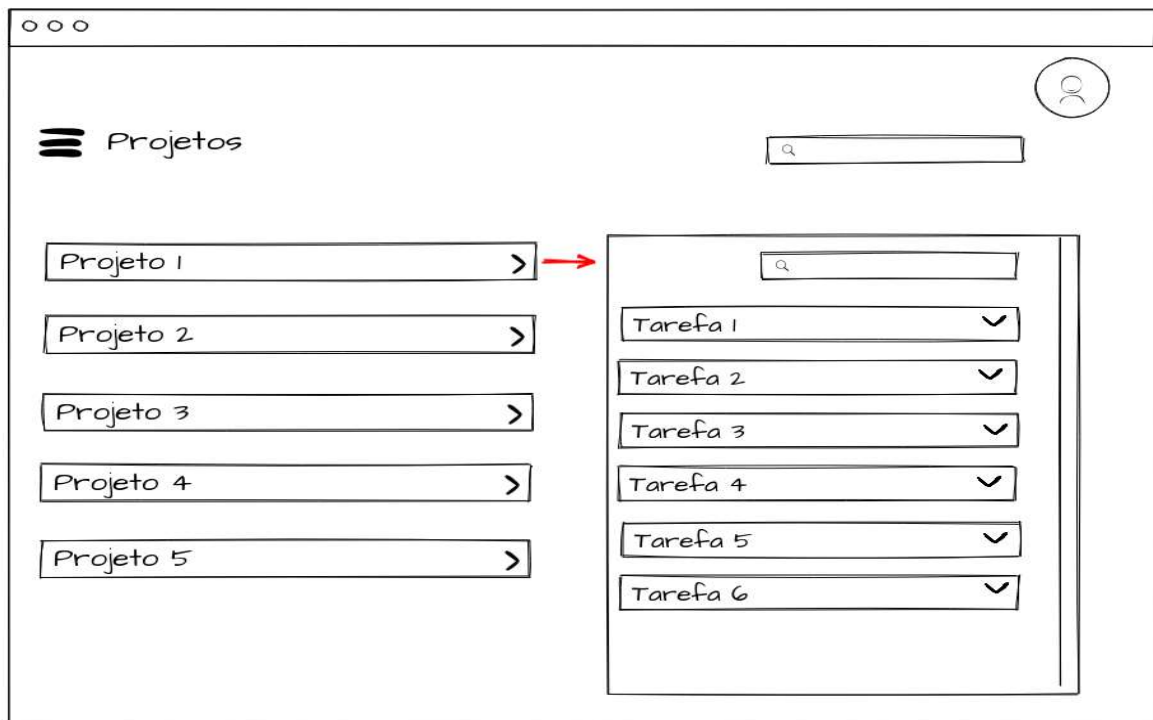 Projetos
Projeto 1
Projeto 2
Projeto 3
Projeto 4
Projeto 5
Tarefa 1
Tarefa 2
Tarefa 3
Tarefa 4
Tarefa 5
Tarefa 6